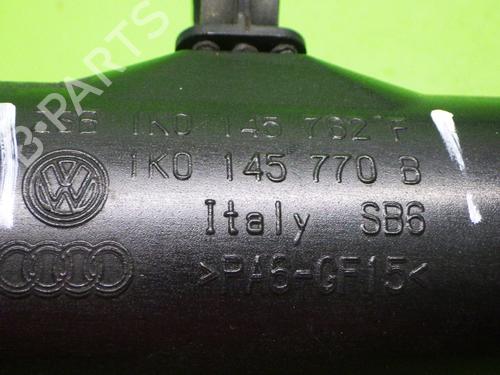 1K0 145 762 F
1K0 145 770 B
Italy SB6
>PA6-GF15<
B-PARTS